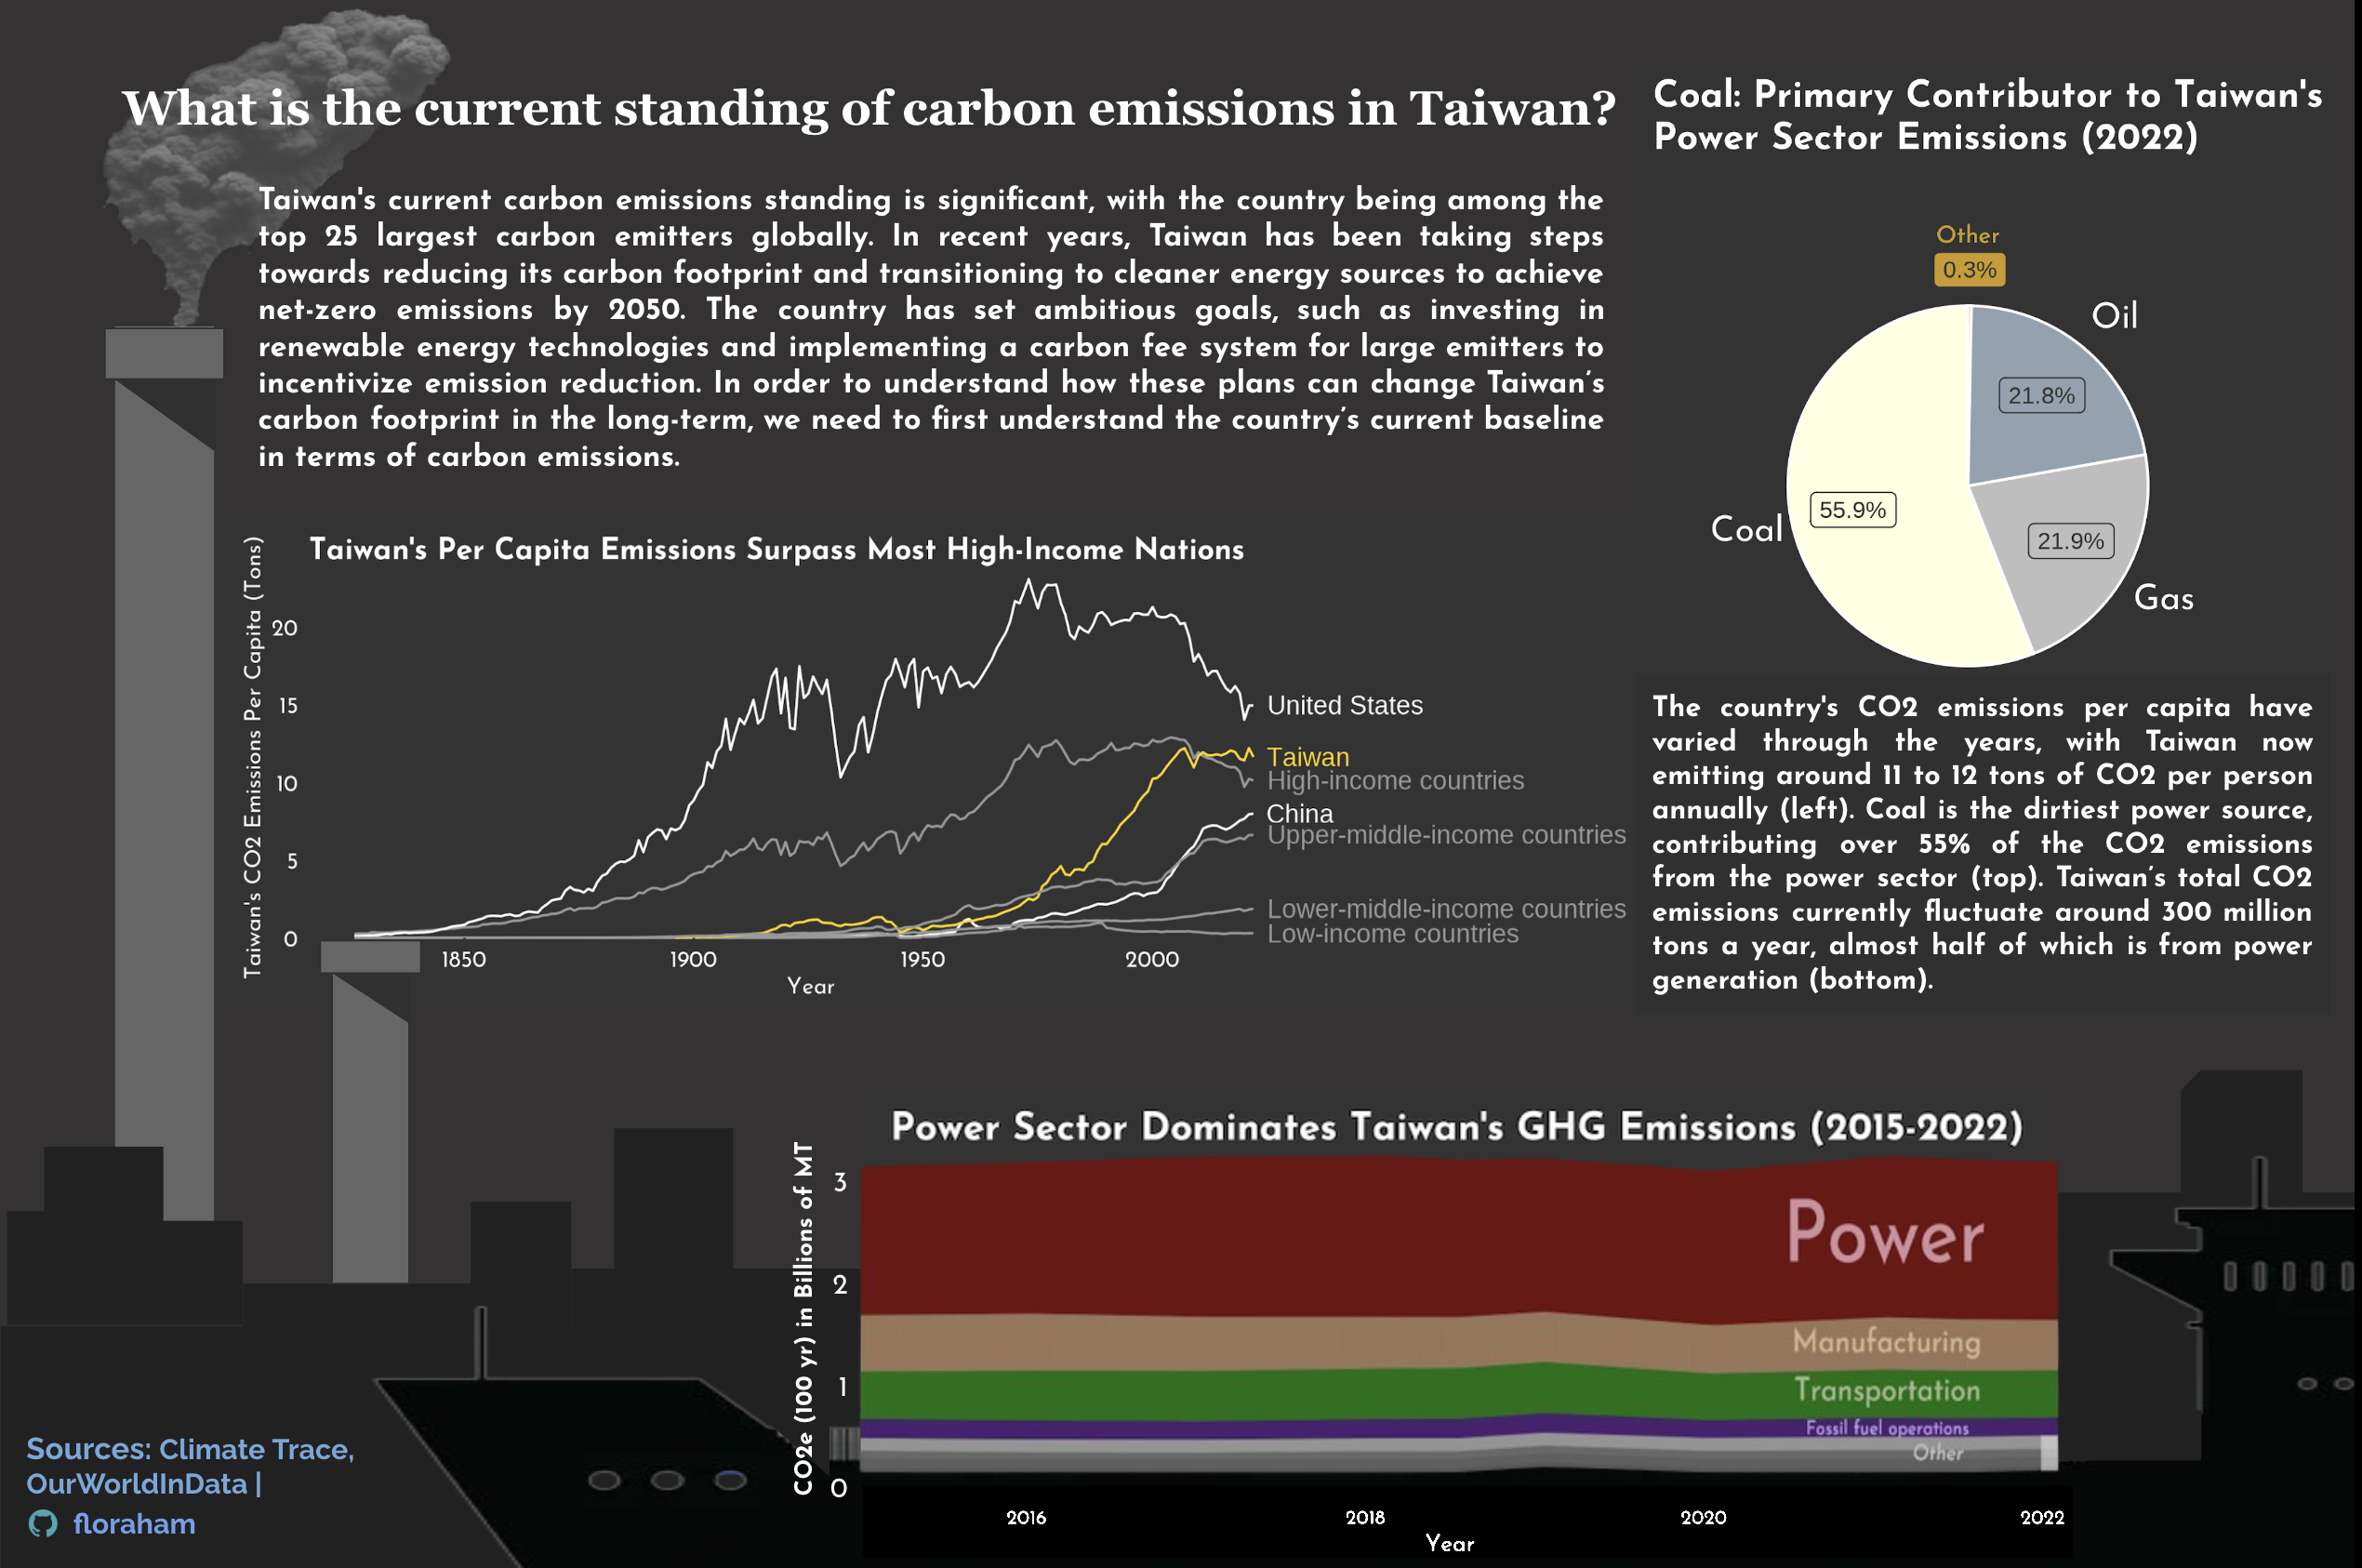 What is the current standing of carbon emissions in Taiwan?
Taiwan's current carbon emissions standing is significant, with the country being among the
top 25 largest carbon emitters globally. In recent years, Taiwan has been taking steps
towards reducing its carbon footprint and transitioning to cleaner energy sources to achieve
net-zero emissions by 2050. The country has set ambitious goals, such as investing in
renewable energy technologies and implementing a carbon fee system for large emitters to
incentivize emission reduction. In order to understand how these plans can change Taiwan’s
carbon footprint in the long-term, we need to first understand the country’s current baseline
in terms of carbon emissions.
Taiwan's Per Capita Emissions Surpass Most High-Income Nations
Taiwan's CO2 Emissions Per Capita (Tons)
20
15
10
5
0
United States
Taiwan
High-income countries
China
Upper-middle-income countries
Lower-middle-income countries
Low-income countries
1850
1900
1950
2000
Year
Coal: Primary Contributor to Taiwan's
Power Sector Emissions (2022)
Other
0.3%
Oil
21.8%
Coal
55.9%
21.9%
Gas
The country's CO2 emissions per capita have
varied through the years, with Taiwan now
emitting around 11 to 12 tons of CO2 per person
annually (left). Coal is the dirtiest power source,
contributing over 55% of the CO2 emissions
from the power sector (top). Taiwan’s total CO2
emissions currently fluctuate around 300 million
tons a year, almost half of which is from power
generation (bottom).
Power Sector Dominates Taiwan's GHG Emissions (2015-2022)
CO2e (100 yr) in Billions of MT
3
2
1
0
Power
Manufacturing
Transportation
Fossil fuel operations
Other
2016
2018
2020
2022
Year
Sources: Climate Trace,
OurWorldInData |
floraham